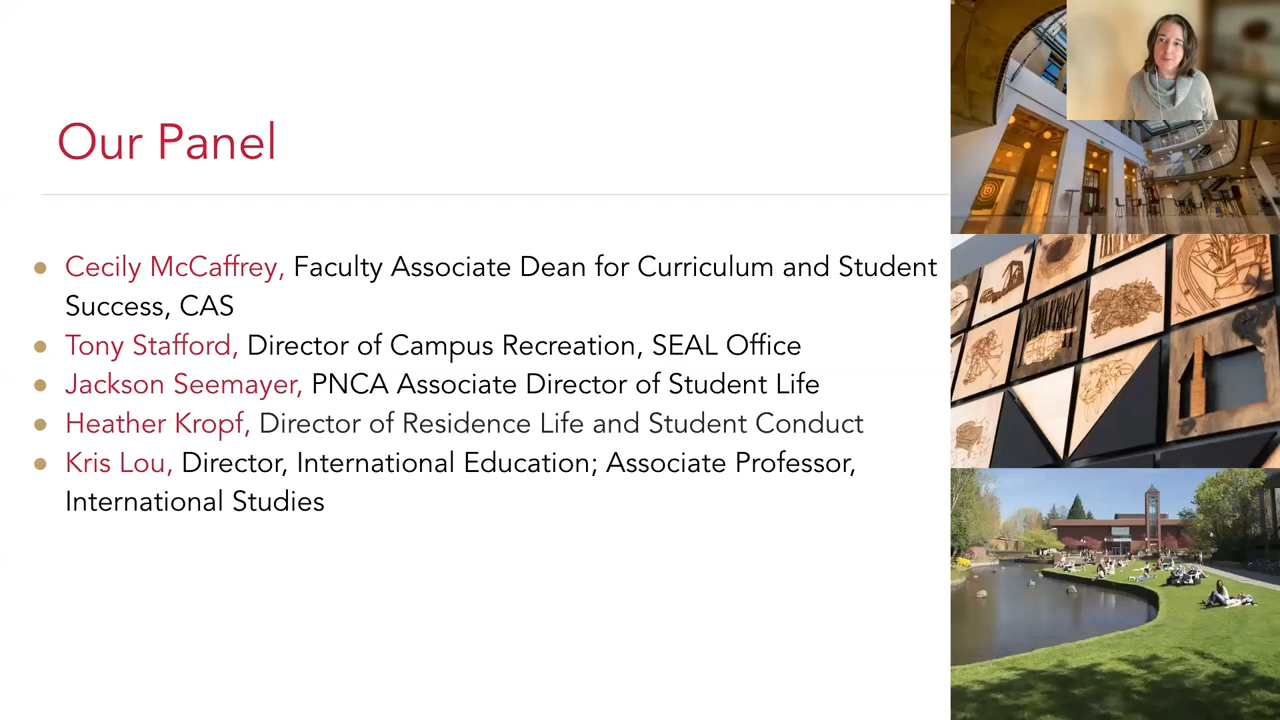 Our Panel
Cecily McCaffrey, Faculty Associate Dean for Curriculum and Student
Success, CAS
Tony Stafford, Director of Campus Recreation, SEAL Office
Jackson Seemayer, PNCA Associate Director of Student Life
Heather Kropf, Director of Residence Life and Student Conduct
Kris Lou, Director, International Education; Associate Professor,
International Studies